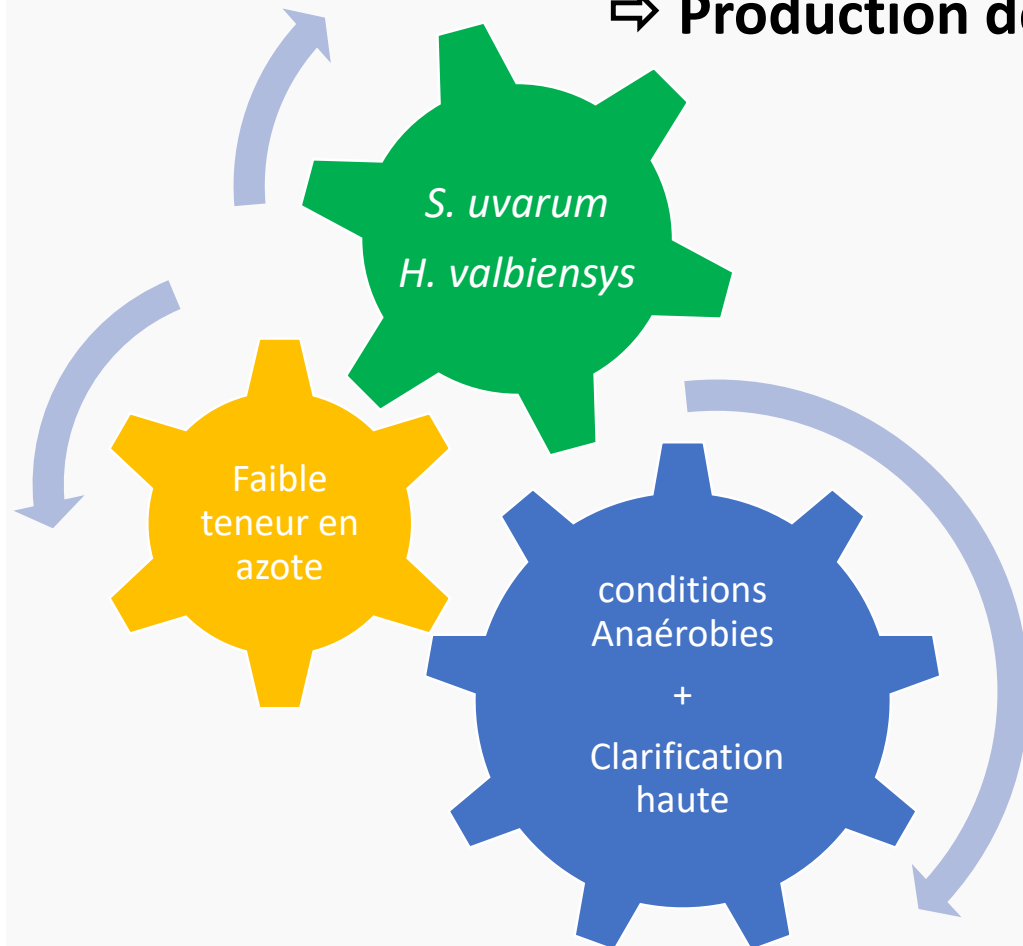 ⇨ Production de
S. uvarum
H. valbiensys
Faible
teneur en
azote
conditions
Anaérobies
+
Clarification
haute